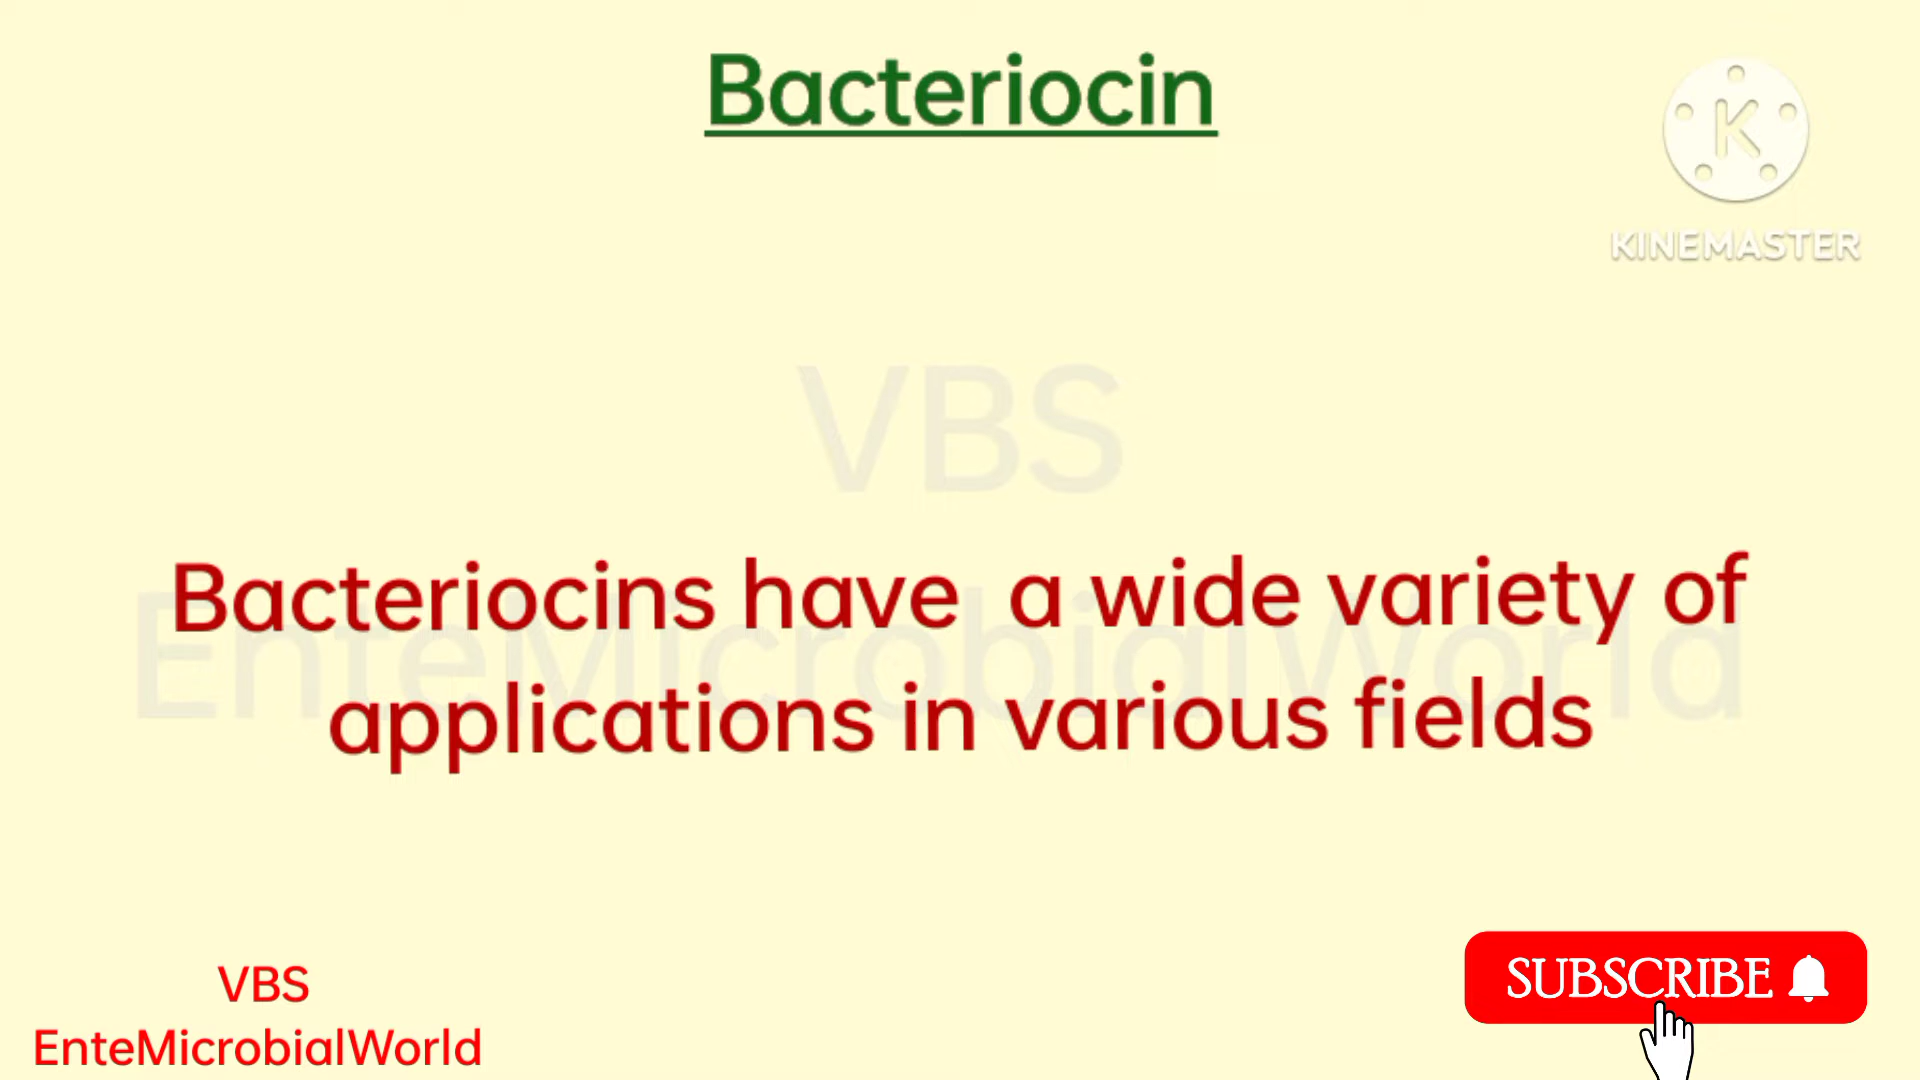 Bacteriocin
K
KINEMASTER
VBS
Bacteriocins have a wide variety of
EnteMicrobialWorld
applications in various fields
SUBSCRIBE
VBS
EnteMicrobialWorld